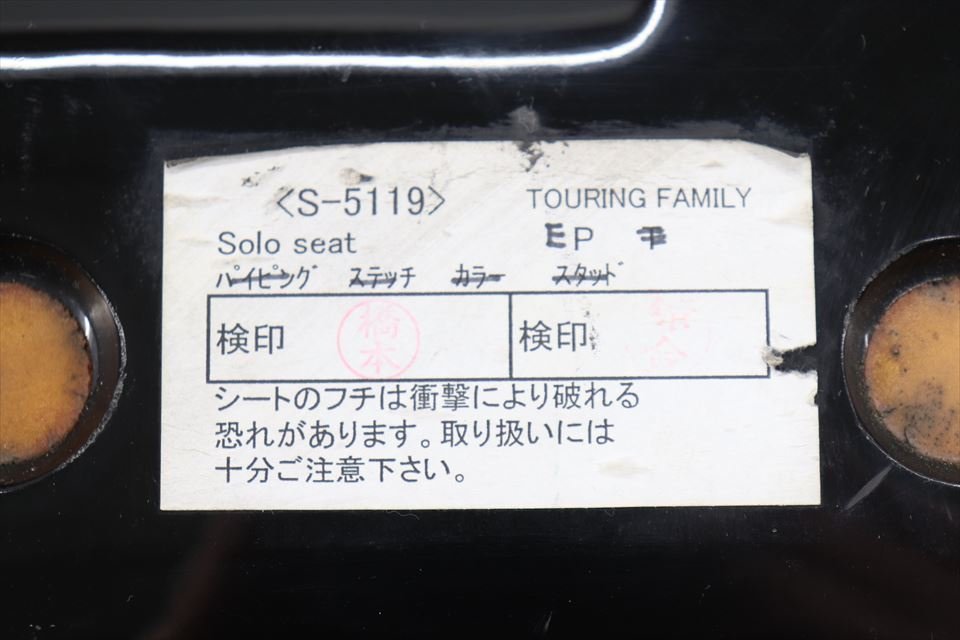 <S-5119> TOURING FAMILY
Solo seat EP
パイピング ステッチ カラー スタッド
検印 橋本 検印
シートのフチは衝撃により破れる
恐れがあります。取り扱いには
十分ご注意下さい。